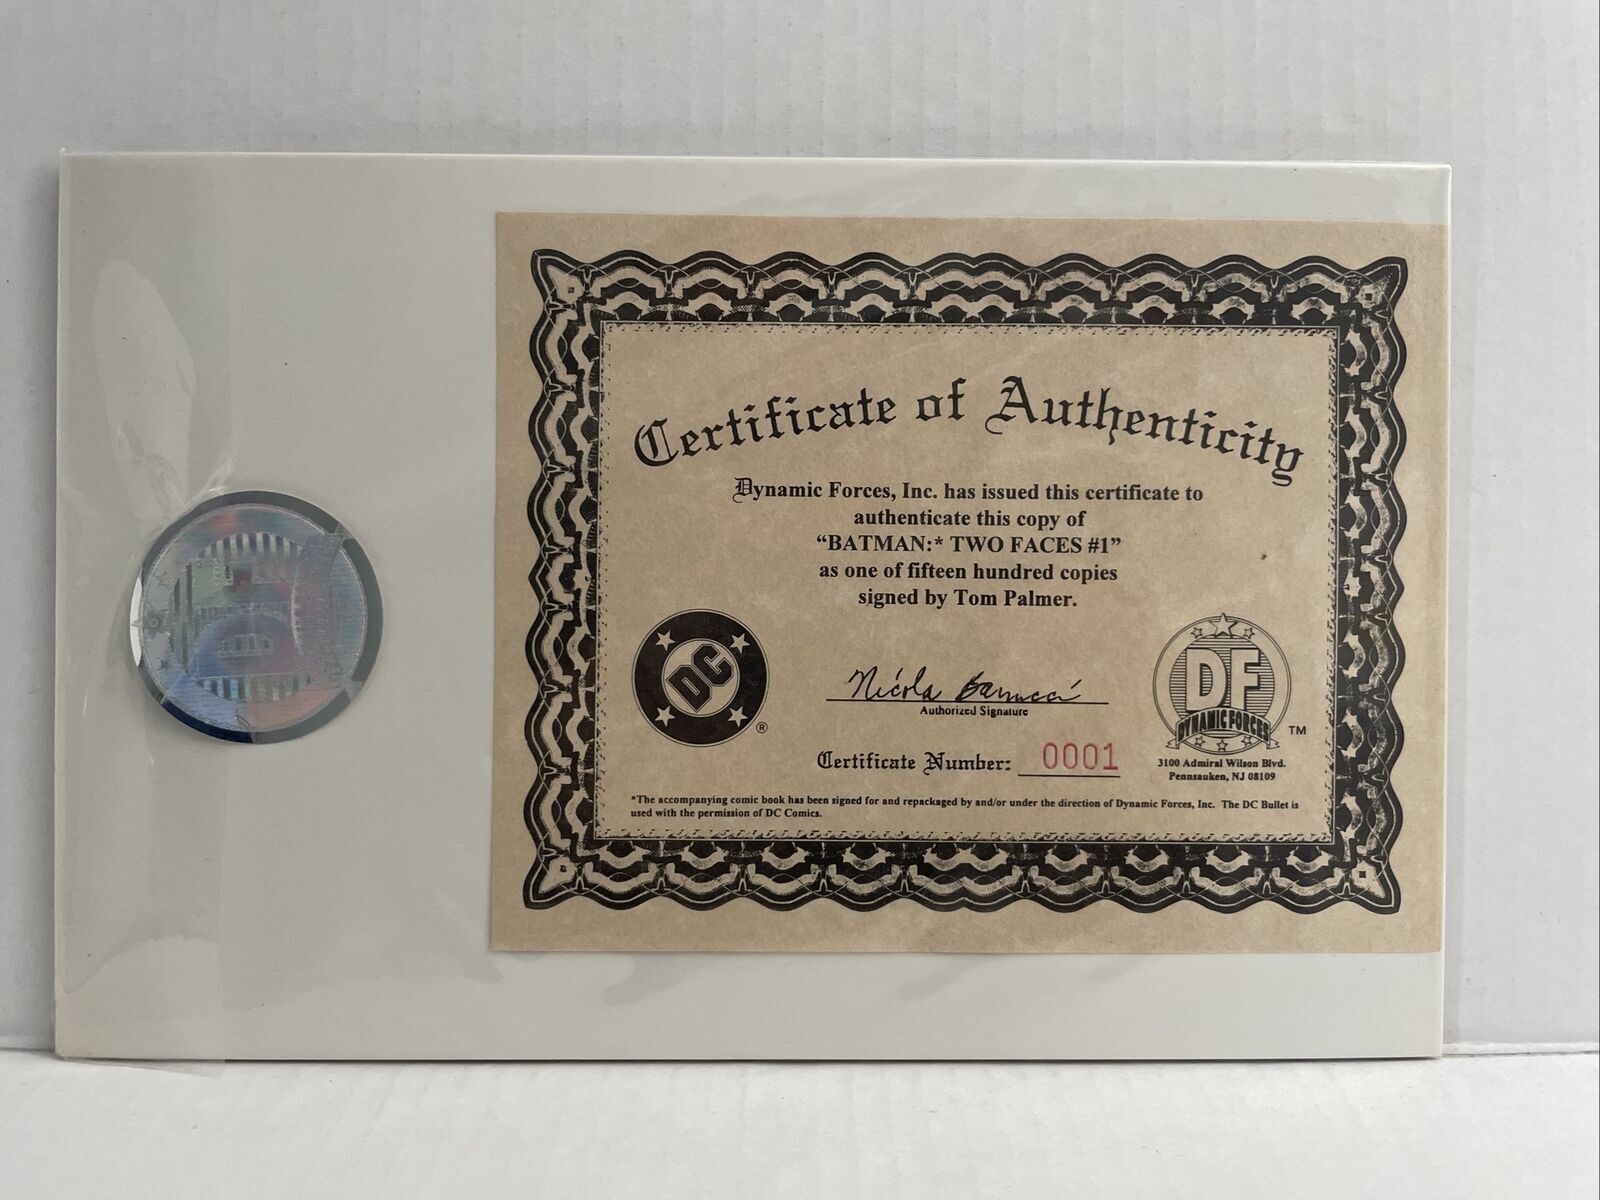 Certificate of Authenticity
Dynamic Forces, Inc. has issued this certificate to
authenticate this copy of
“BATMAN:* TWO FACES #1”
as one of fifteen hundred copies
signed by Tom Palmer.
DC
®
Nicola Barrucci
Authorized Signature
DF
DYNAMIC FORCES
TM
Certificate Number: 0001
3100 Admiral Wilson Blvd.
Pennsauken, NJ 08109
*The accompanying comic book has been signed for and repackaged by and/or under the direction of Dynamic Forces, Inc. The DC Bullet is
used with the permission of DC Comics.